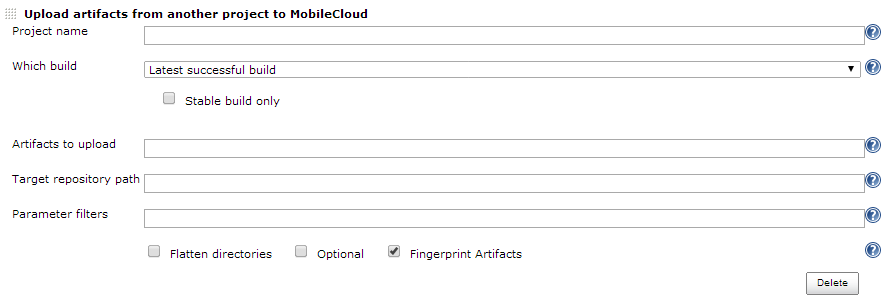 Upload artifacts from another project to MobileCloud
Project name
Which build
Latest successful build
Stable build only
Artifacts to upload
Target repository path
Parameter filters
Flatten directories Optional Fingerprint Artifacts
Delete